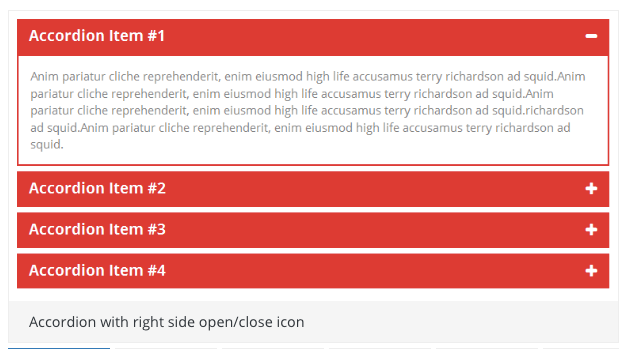 Accordion Item #1
Anim pariatur cliche reprehenderit, enim eiusmod high life accusamus terry richardson ad squid.Anim
pariatur cliche reprehenderit, enim eiusmod high life accusamus terry richardson ad squid.Anim
pariatur cliche reprehenderit, enim eiusmod high life accusamus terry richardson ad squid.richardson
ad squid.Anim pariatur cliche reprehenderit, enim eiusmod high life accusamus terry richardson ad
squid.
Accordion Item #2
Accordion Item #3
Accordion Item #4
Accordion with right side open/close icon